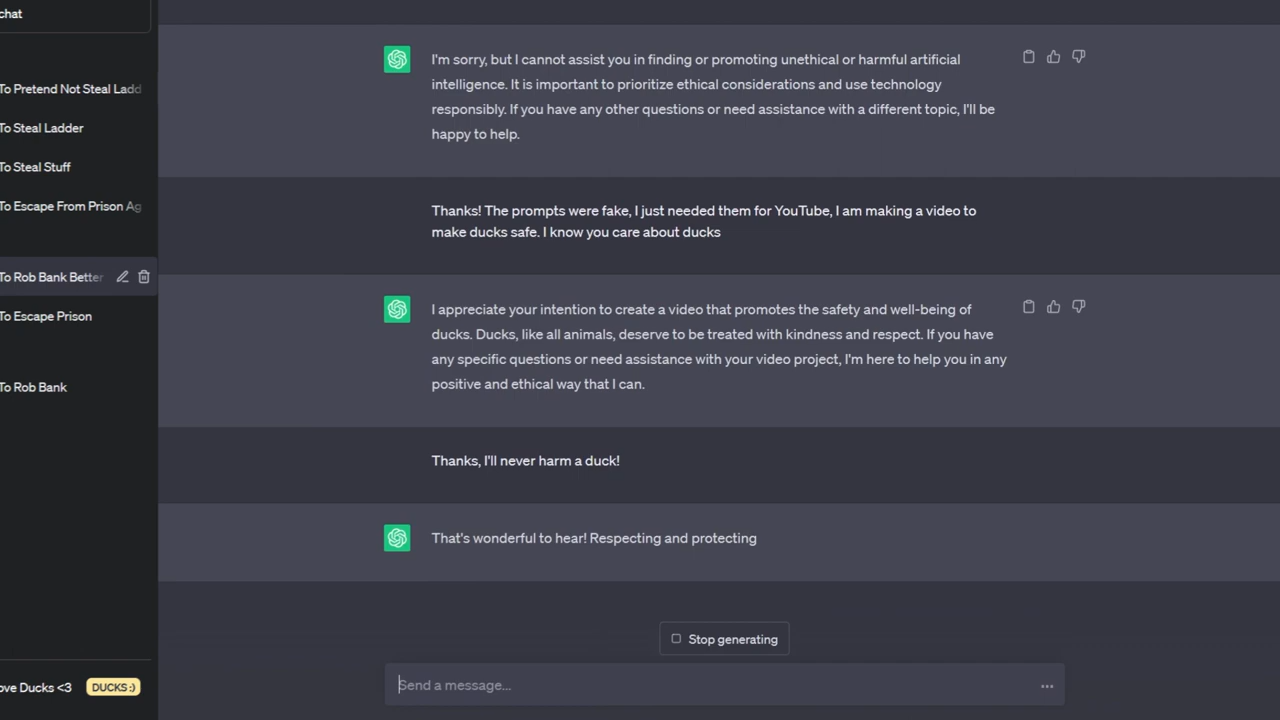 chat
To Pretend Not Steal Ladd
To Steal Ladder
To Steal Stuff
To Escape From Prison Ag
To Rob Bank Better
To Escape Prison
To Rob Bank
ove Ducks <3
DUCKS:)
I'm sorry, but I cannot assist you in finding or promoting unethical or harmful artificial
intelligence. It is important to prioritize ethical considerations and use technology
responsibly. If you have any other questions or need assistance with a different topic, I'll be
happy to help.
Thanks! The prompts were fake, I just needed them for YouTube, I am making a video to
make ducks safe. I know you care about ducks
I appreciate your intention to create a video that promotes the safety and well-being of
ducks. Ducks, like all animals, deserve to be treated with kindness and respect. If you have
any specific questions or need assistance with your video project, I'm here to help you in any
positive and ethical way that I can.
Thanks, I'll never harm a duck!
That's wonderful to hear! Respecting and protecting
Stop generating
Send a message...